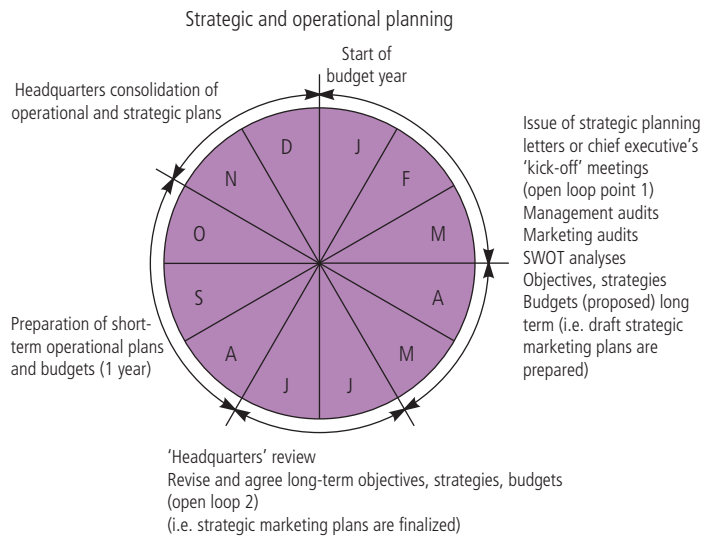 Strategic and operational planning
Start of
budget year
Headquarters consolidation of
operational and strategic plans
Issue of strategic planning
letters or chief executive’s
‘kick-off’ meetings
(open loop point 1)
Management audits
Marketing audits
SWOT analyses
Objectives, strategies
Budgets (proposed) long
term (i.e. draft strategic
marketing plans are
prepared)
J
F
M
A
M
J
J
A
S
O
N
D
Preparation of short-
term operational plans
and budgets (1 year)
‘Headquarters’ review
Revise and agree long-term objectives, strategies, budgets
(open loop 2)
(i.e. strategic marketing plans are finalized)